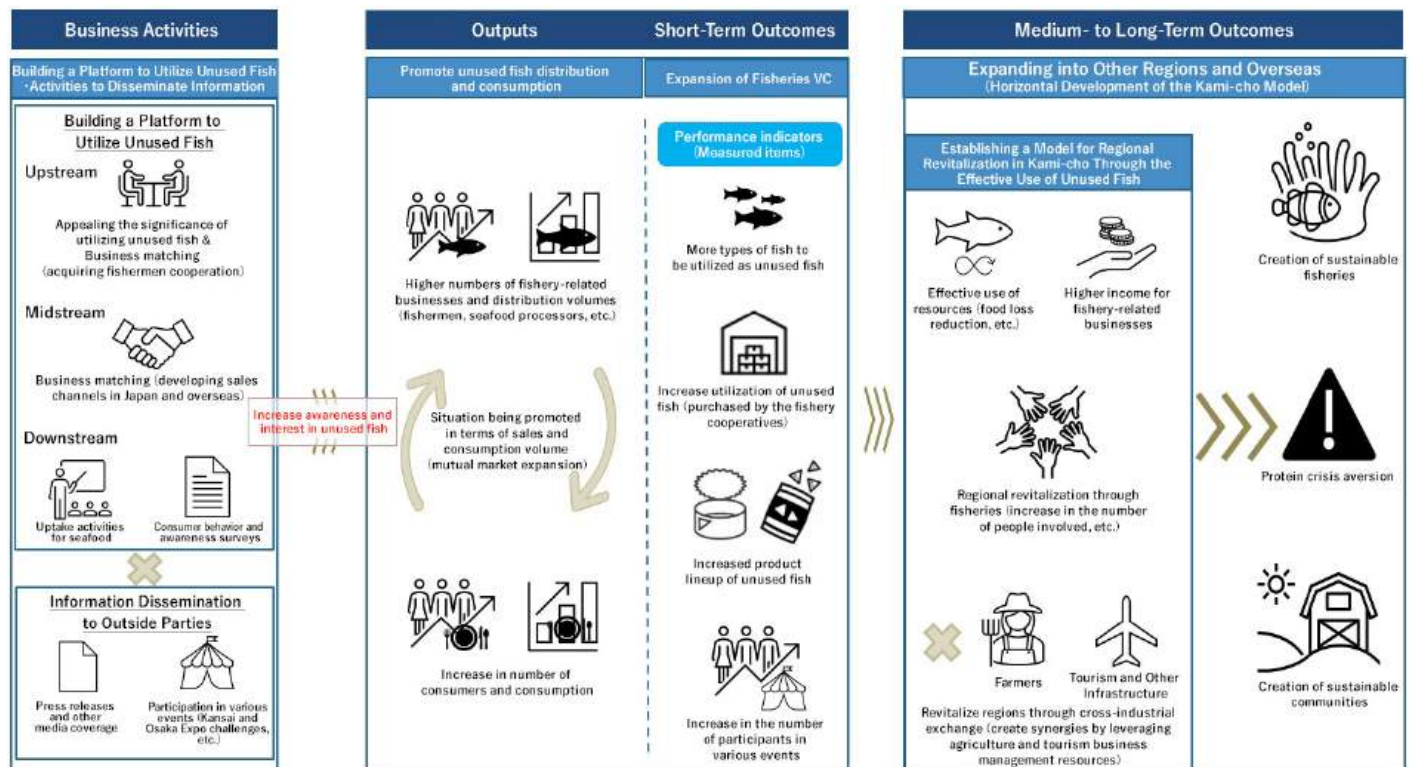 Business Activities
Building a Platform to Utilize Unused Fish
・Activities to Disseminate Information
Building a Platform to
Utilize Unused Fish
Upstream
Appealing the significance of
utilizing unused fish &
Business matching
(acquiring fishermen cooperation)
Midstream
Business matching (developing sales
channels in Japan and overseas)
Downstream
Uptake activities
for seafood
Consumer behavior and
awareness surveys
Information Dissemination
to Outside Parties
Press releases
and other
media coverage
Participation in various
events (Kansai and
Osaka Expo challenges,
etc.)
Increase awareness and
interest in unused fish
Outputs
Promote unused fish distribution
and consumption
Higher numbers of fishery-related
businesses and distribution volumes
(fishermen, seafood processors, etc.)
Situation being promoted
in terms of sales and
consumption volume
(mutual market expansion)
Increase in number of
consumers and consumption
Short-Term Outcomes
Expansion of Fisheries VC
Performance indicators
(Measured items)
More types of fish to
be utilized as unused fish
Increase utilization of unused
fish (purchased by the fishery
cooperatives)
Increased product
lineup of unused fish
Increase in the number
of participants in
various events
Medium- to Long-Term Outcomes
Expanding into Other Regions and Overseas
(Horizontal Development of the Kami-cho Model)
Establishing a Model for Regional
Revitalization in Kami-cho Through the
Effective Use of Unused Fish
Effective use of
resources (food loss
reduction, etc.)
Higher income for
fishery-related
businesses
Regional revitalization through
fisheries (increase in the number
of people involved, etc.)
Farmers
Tourism and Other
Infrastructure
Revitalize regions through cross-industrial
exchange (create synergies by leveraging
agriculture and tourism business
management resources)
Creation of sustainable
fisheries
Protein crisis aversion
Creation of sustainable
communities